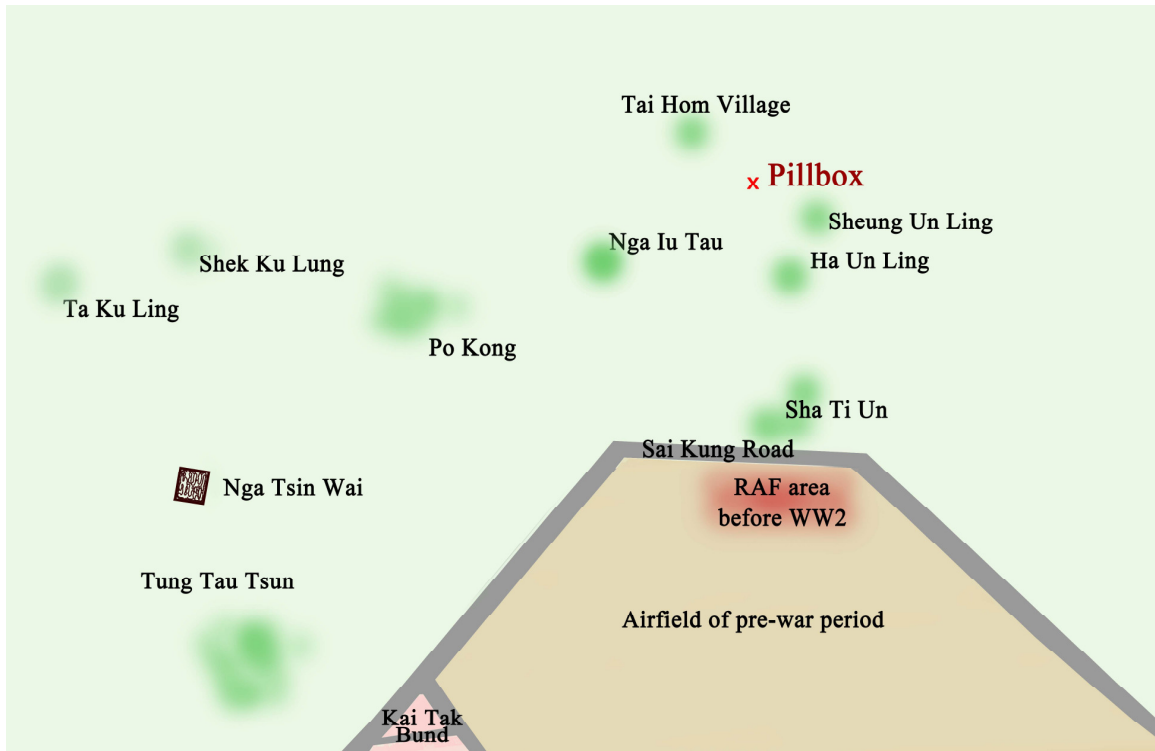 Tai Hom Village
x Pillbox
Sheung Un Ling
Nga Iu Tau
Ha Un Ling
Shek Ku Lung
Ta Ku Ling
Po Kong
Sha Ti Un
Sai Kung Road
Nga Tsin Wai
RAF area
before WW2
Tung Tau Tsun
Airfield of pre-war period
Kai Tak
Bund